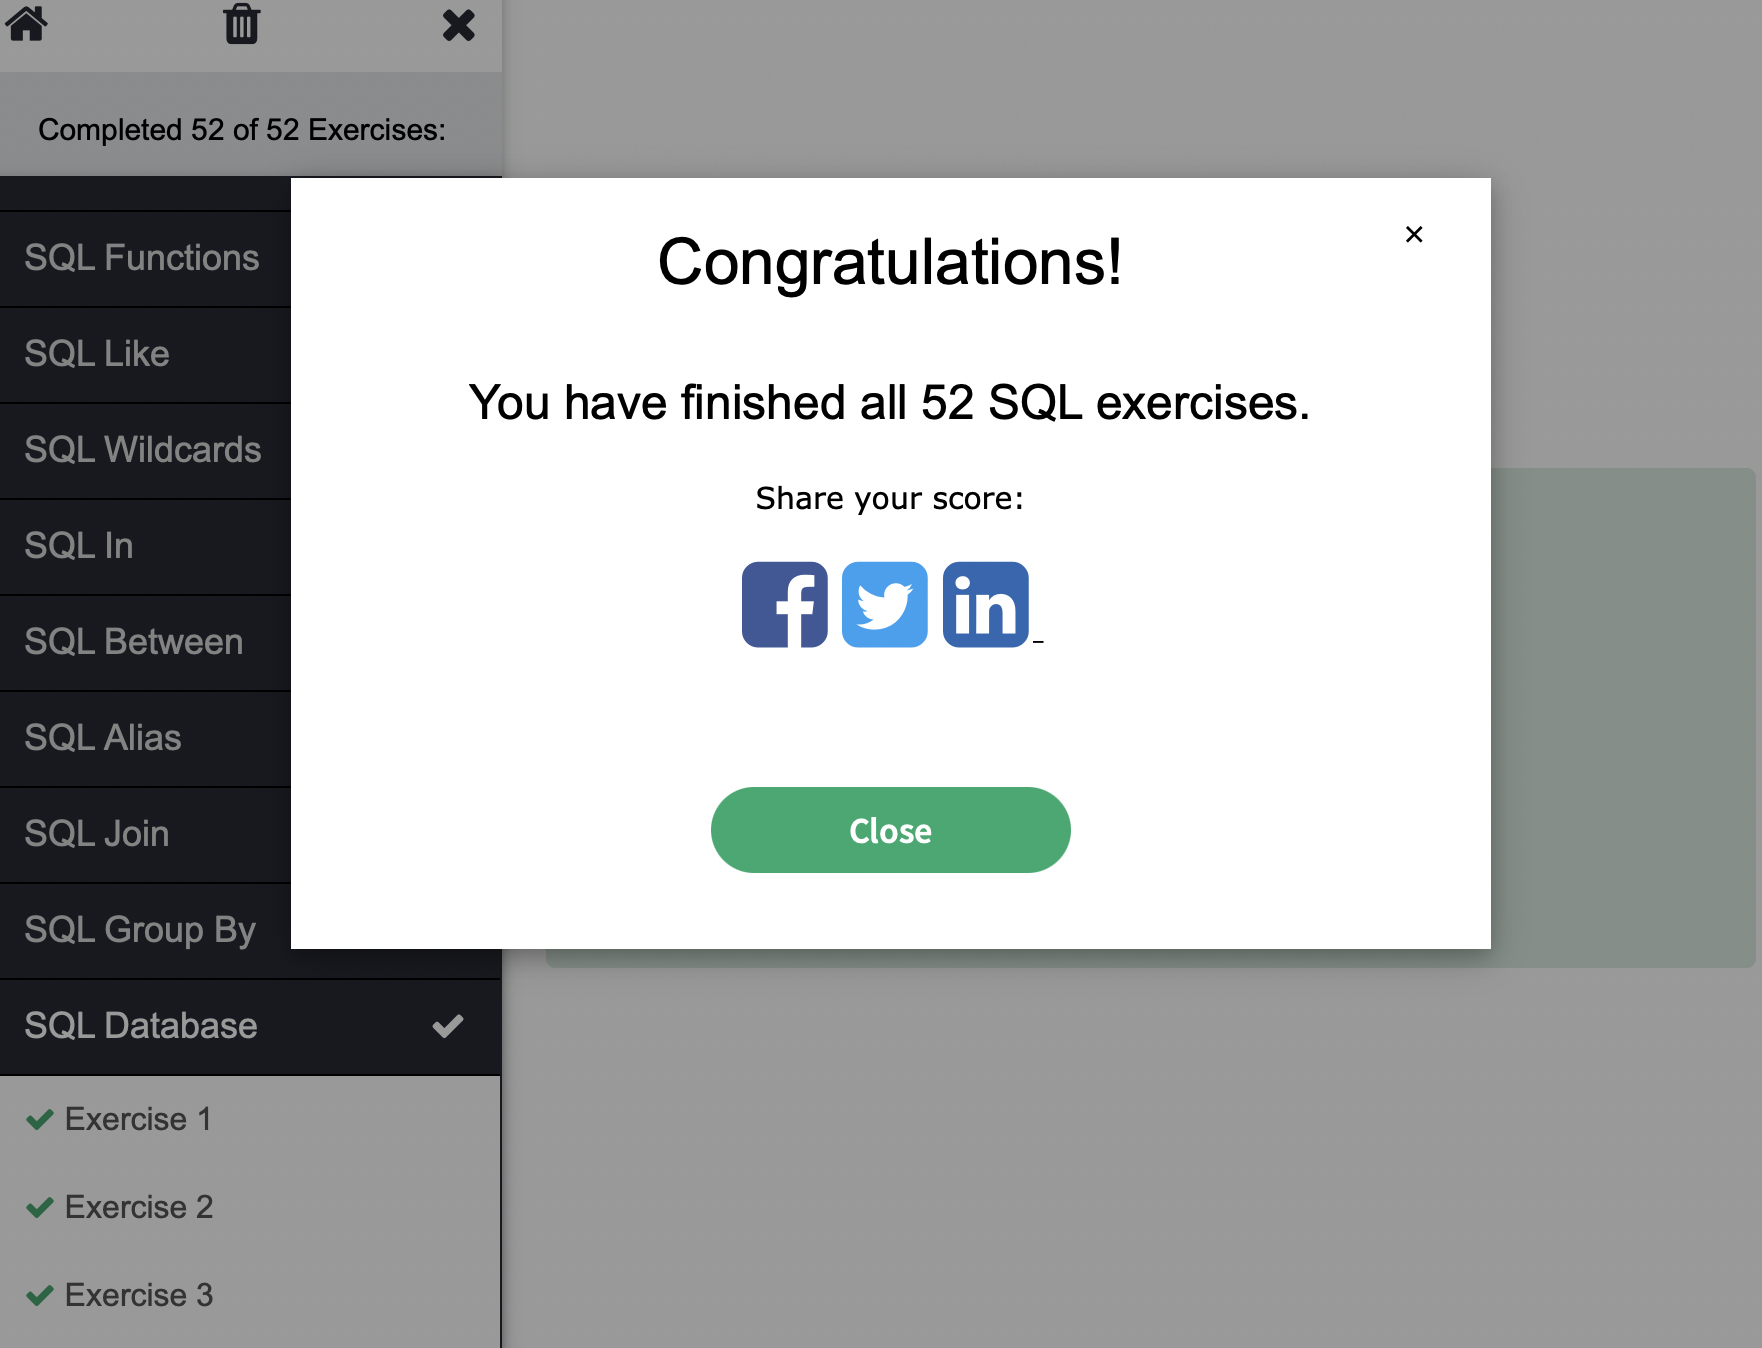 Completed 52 of 52 Exercises:
SQL Functions
SQL Like
SQL Wildcards
SQL In
SQL Between
SQL Alias
SQL Join
SQL Group By
SQL Database
Exercise 1
Exercise 2
Exercise 3
×
Congratulations!
You have finished all 52 SQL exercises.
Share your score:
Close